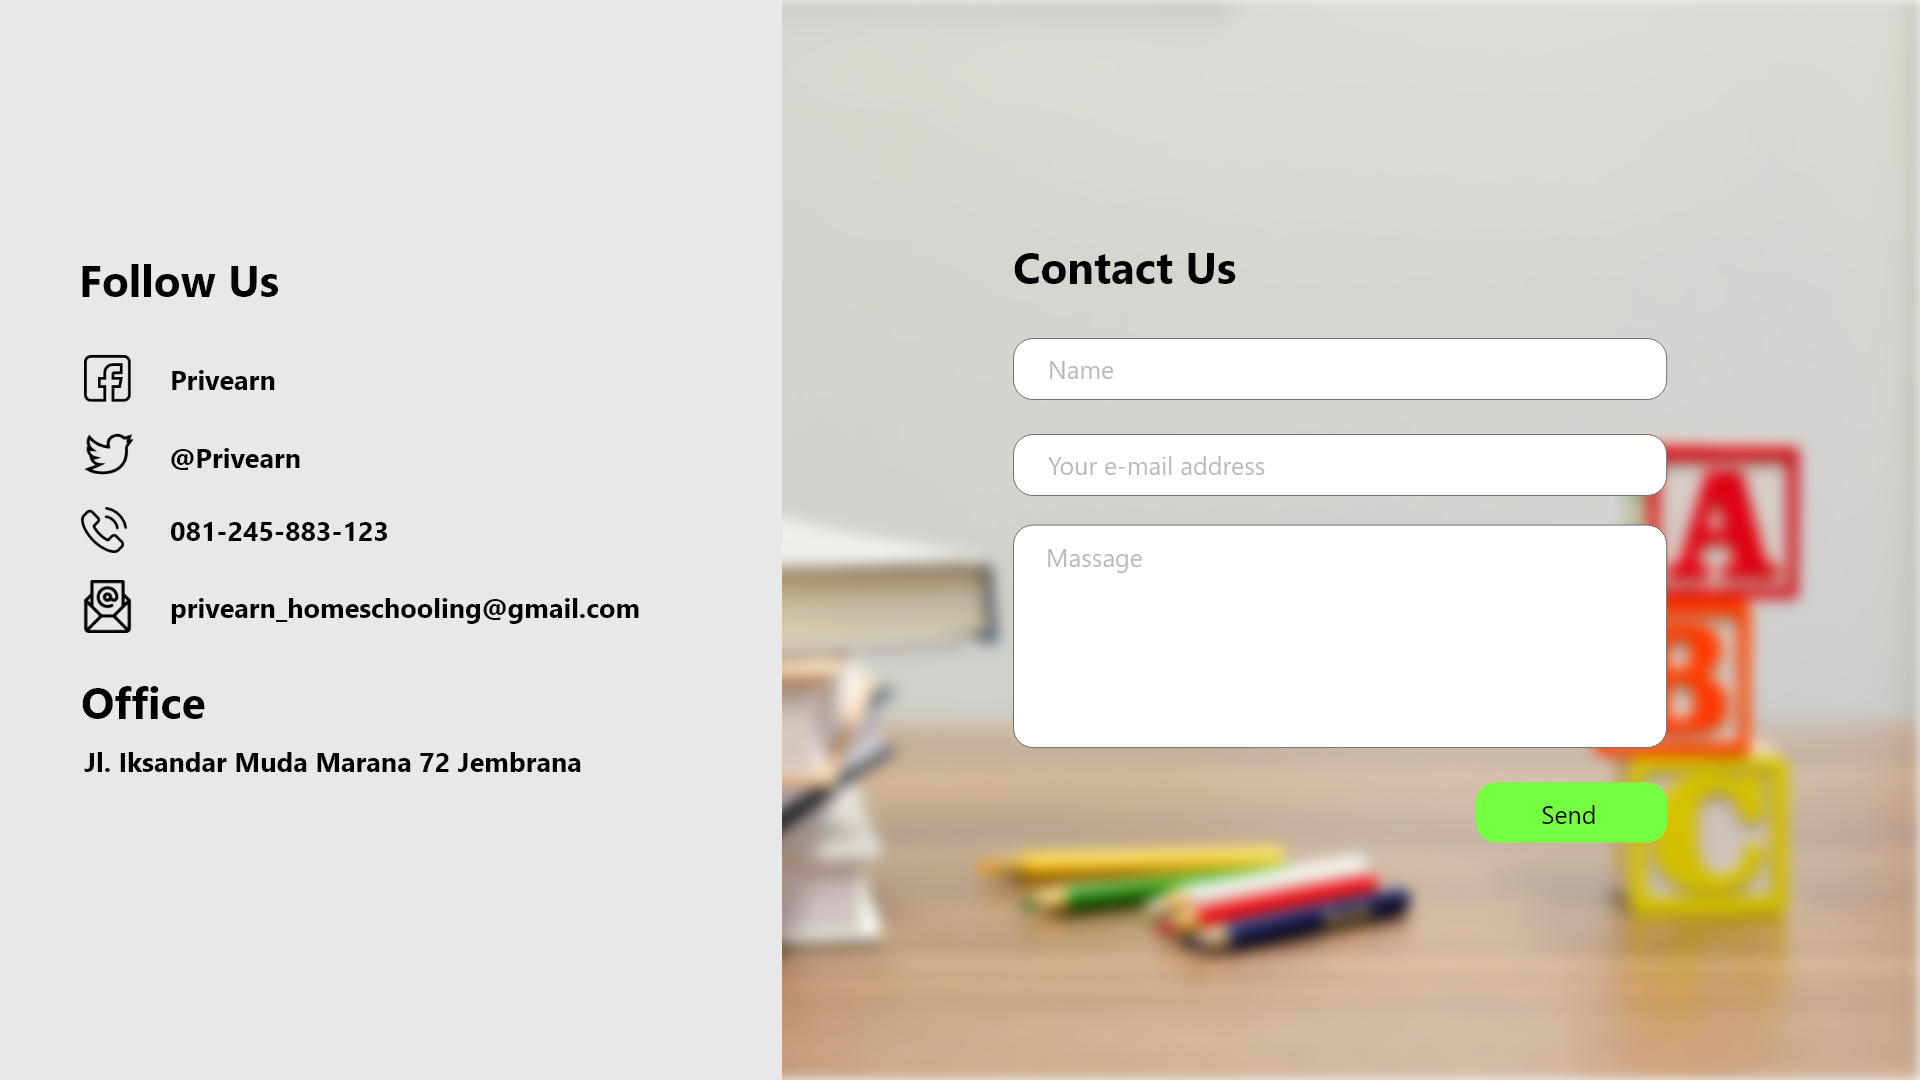 Follow Us
Privearn
@Privearn
081-245-883-123
privearn_homeschooling@gmail.com
Office
Jl. Iksandar Muda Marana 72 Jembrana
Contact Us
Name
Your e-mail address
Massage
Send
A
B
C